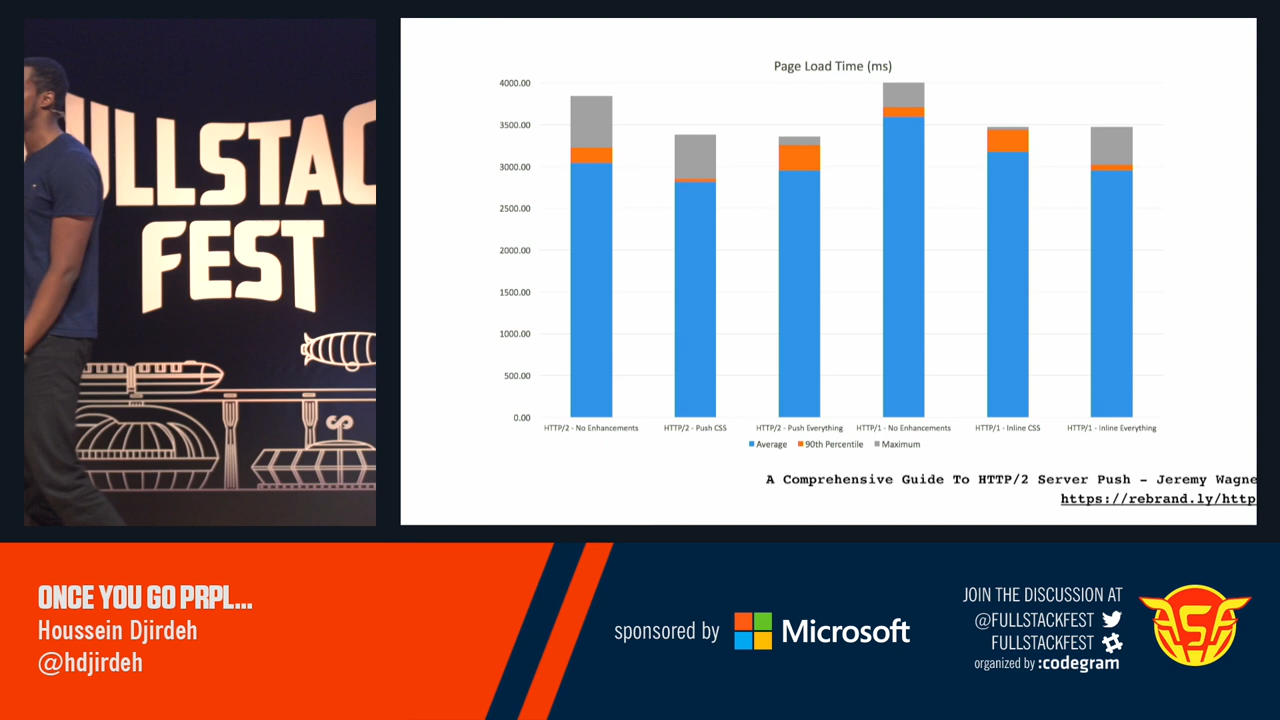 ULLSTAC
FEST
Page Load Time (ms)
4000.00
3500.00
3000.00
2500.00
2000.00
1500.00
1000.00
500.00
0.00
HTTP/2 - No Enhancements
HTTP/2 - Push CSS
HTTP/2 - Push Everything
HTTP/1 - No Enhancements
HTTP/1 - Inline CSS
HTTP/1 - Inline Everything
Average
90th Percentile
Maximum
A Comprehensive Guide To HTTP/2 Server Push - Jeremy Wagne
https://rebrand.ly/http
ONCE YOU GO PRPL...
Houssein Djirdeh
@hdjirdeh
sponsored by
Microsoft
JOIN THE DISCUSSION AT
@FULLSTACKFEST
FULLSTACKFEST
organized by :codegram